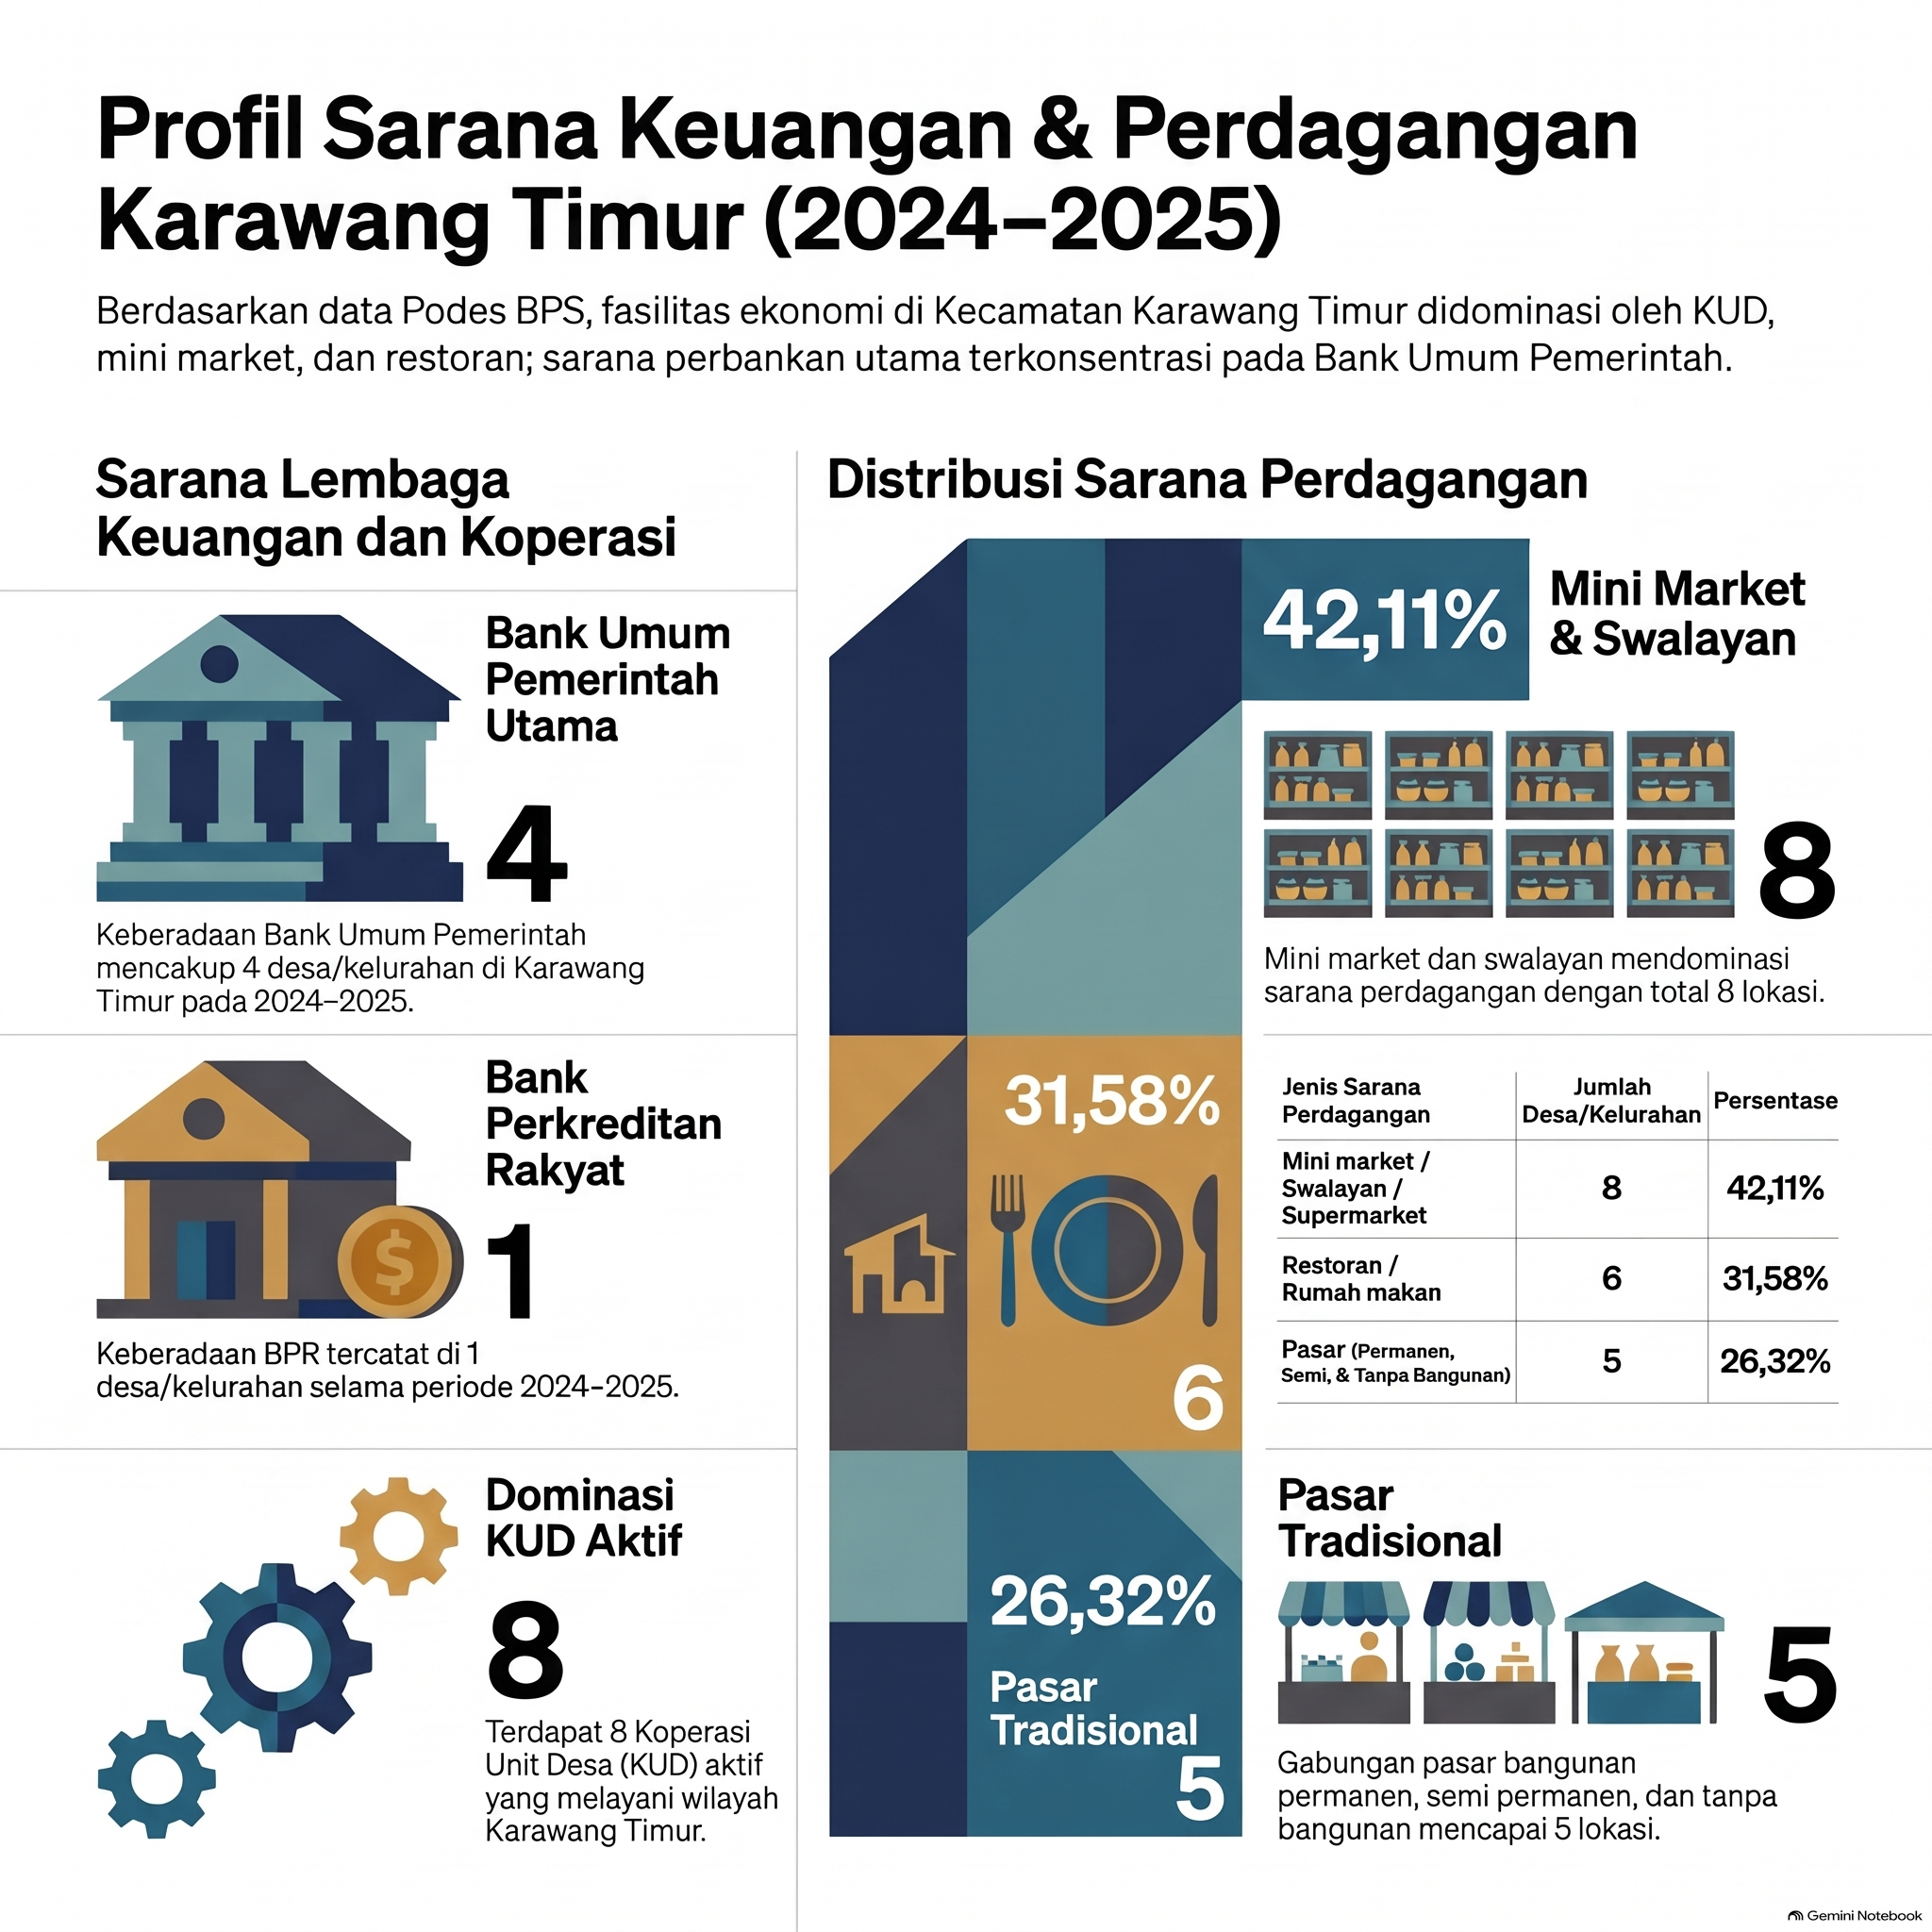 Profil Sarana Keuangan & Perdagangan
Karawang Timur (2024–2025)
Berdasarkan data Podes BPS, fasilitas ekonomi di Kecamatan Karawang Timur didominasi oleh KUD,
mini market, dan restoran; sarana perbankan utama terkonsentrasi pada Bank Umum Pemerintah.
Sarana Lembaga
Keuangan dan Koperasi
Bank Umum
Pemerintah
Utama
4
Keberadaan Bank Umum Pemerintah
mencakup 4 desa/kelurahan di Karawang
Timur pada 2024–2025.
Bank
Perkreditan
Rakyat
$
1
Keberadaan BPR tercatat di 1
desa/kelurahan selama periode 2024–2025.
Dominasi
KUD Aktif
8
Terdapat 8 Koperasi
Unit Desa (KUD) aktif
yang melayani wilayah
Karawang Timur.
Distribusi Sarana Perdagangan
42,11%
Mini Market
& Swalayan
8
Mini market dan swalayan mendominasi
sarana perdagangan dengan total 8 lokasi.
31,58%
6
Jenis Sarana
Perdagangan
Jumlah
Desa/Kelurahan
Persentase
Mini market /
Swalayan /
Supermarket
8
42,11%
Restoran /
Rumah makan
6
31,58%
Pasar (Permanen,
Semi, & Tanpa Bangunan)
5
26,32%
26,32%
Pasar
Tradisional
5
Pasar
Tradisional
5
Gabungan pasar bangunan
permanen, semi permanen, dan tanpa
bangunan mencapai 5 lokasi.
Gemini Notebook